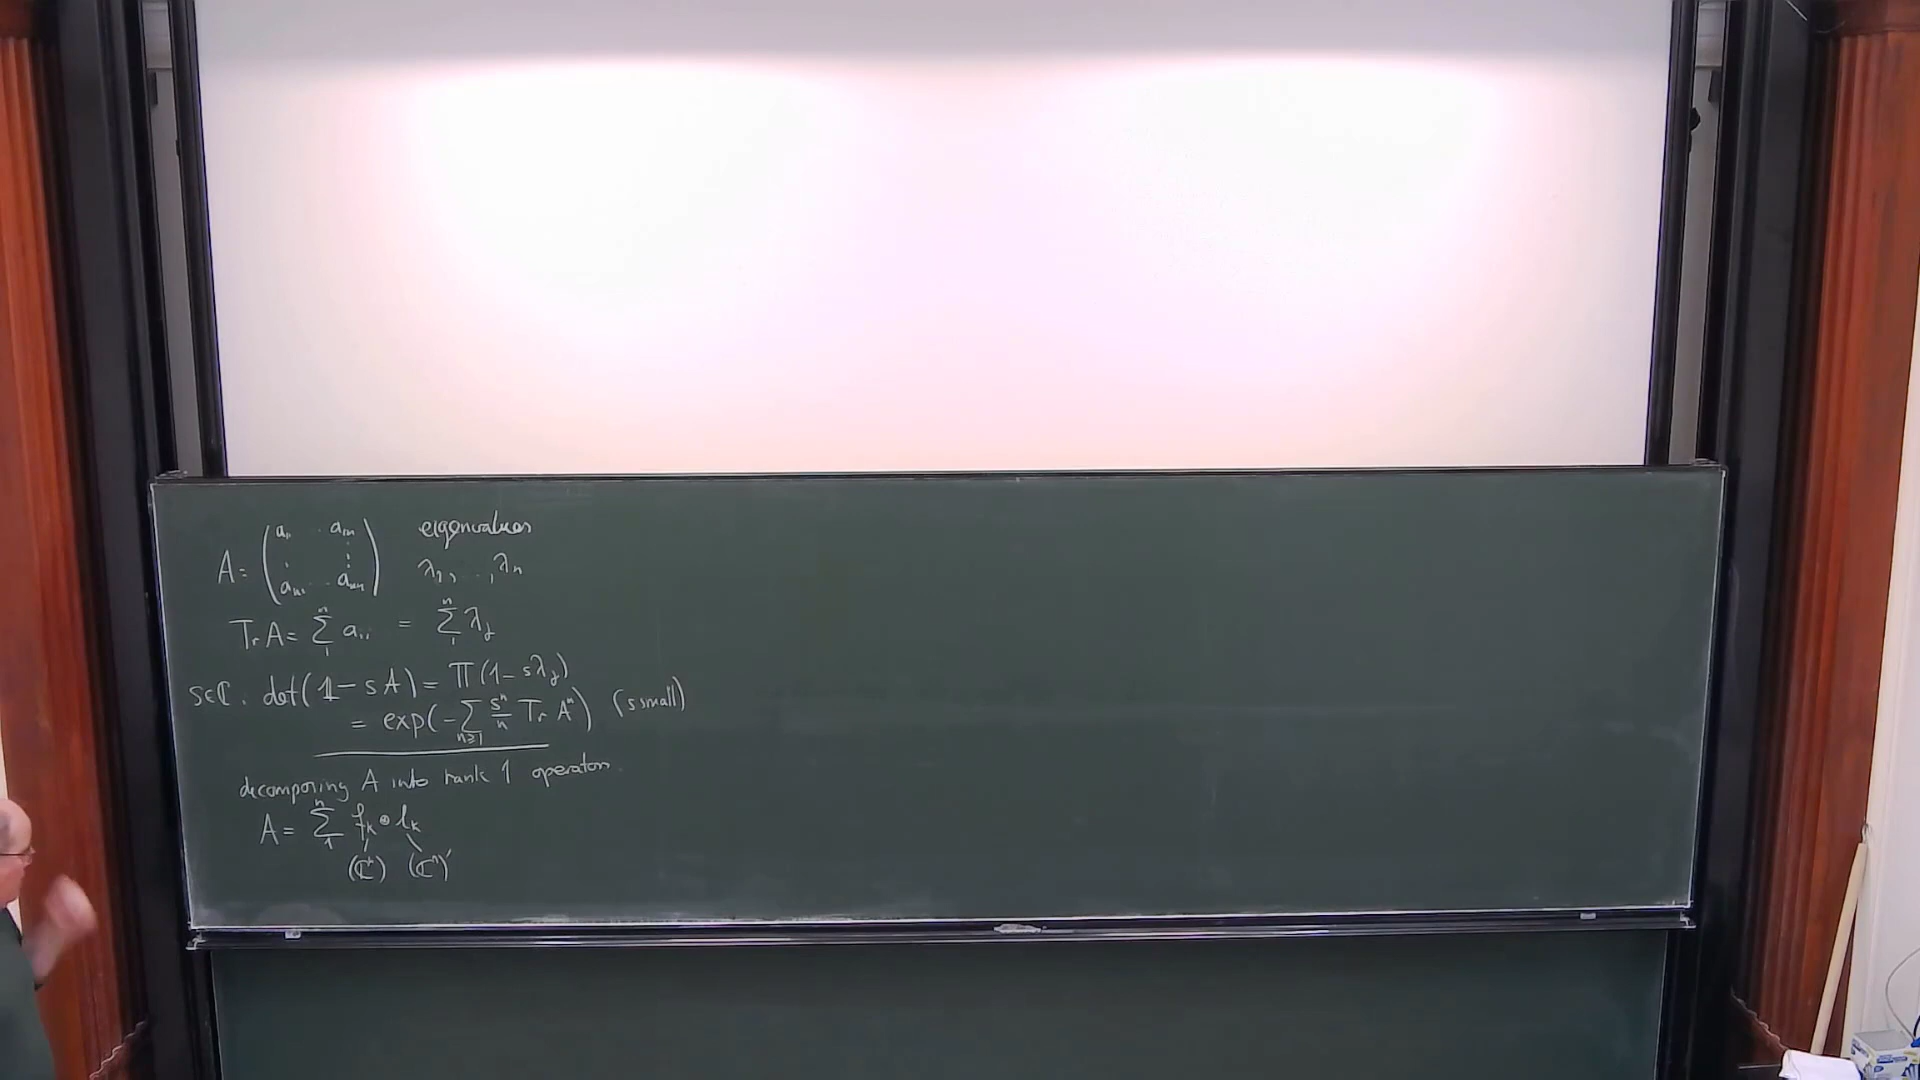 A = ( a₁₁ . a₁ₙ ⋮ ⋮ aₙ₁ ... aₙₙ ) eigenvalues λ₁, . . , λₙ
Tr A = Σ₁ⁿ aᵢᵢ = Σ₁ⁿ λⱼ
s∈ℂ. det(1 - sA) = Π(1 - sλⱼ)
= exp(- Σₙ≥₁ sⁿ/n Tr Aⁿ) (s small)
decomposing A into rank 1 operators
A = Σ₁ⁿ fₖ ⊗ lₖ
(ℂⁿ) (ℂⁿ)'